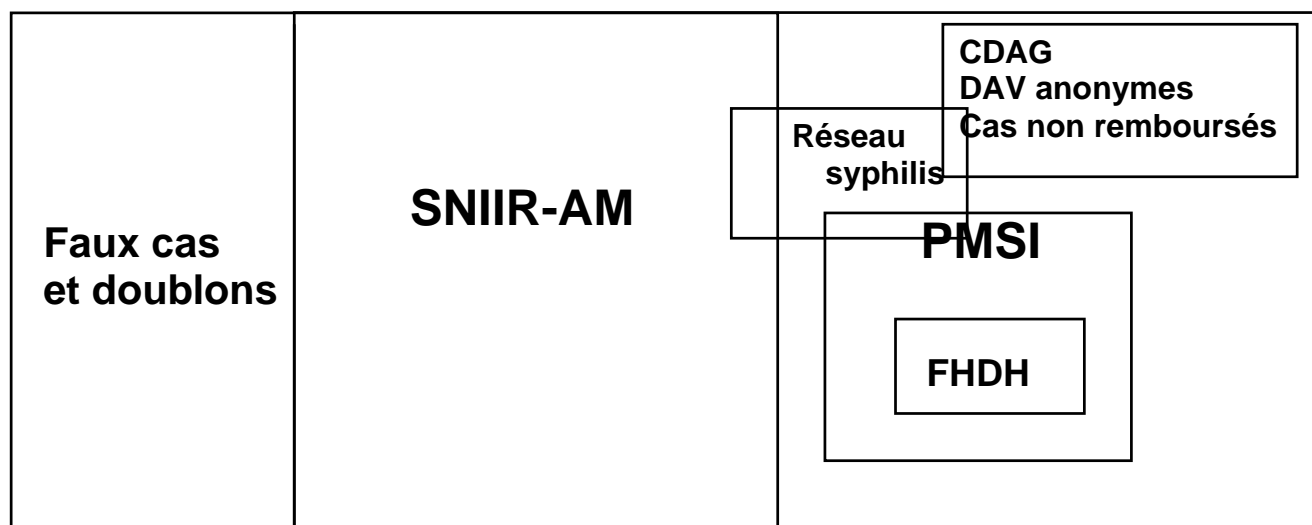 Faux cas
et doublons
SNIIR-AM
Réseau
syphilis
CDAG
DAV anonymes
Cas non remboursés
PMSI
FHDH